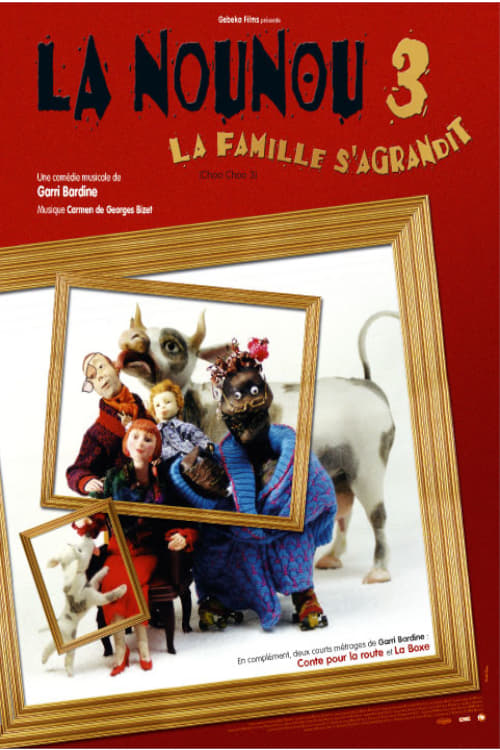 Gebeka Films présente
LA NOUNOU 3
LA FAMILLE S'AGRANDIT
(Choo Choo 3)
Une comédie musicale de
Garri Bardine
Musique Carmen de Georges Bizet
En complément, deux courts métrages de Garri Bardine :
Conte pour la route et La Boxe